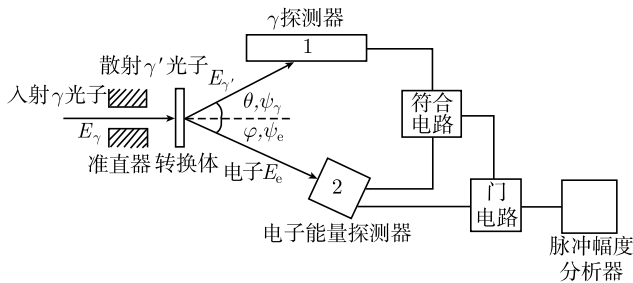 γ探测器
1
散射γ′光子
E_γ′
入射γ光子
θ,ψ_γ
符合
电路
E_γ
φ,ψ_e
准直器
转换体
电子E_e
2
门
电路
电子能量探测器
脉冲幅度
分析器